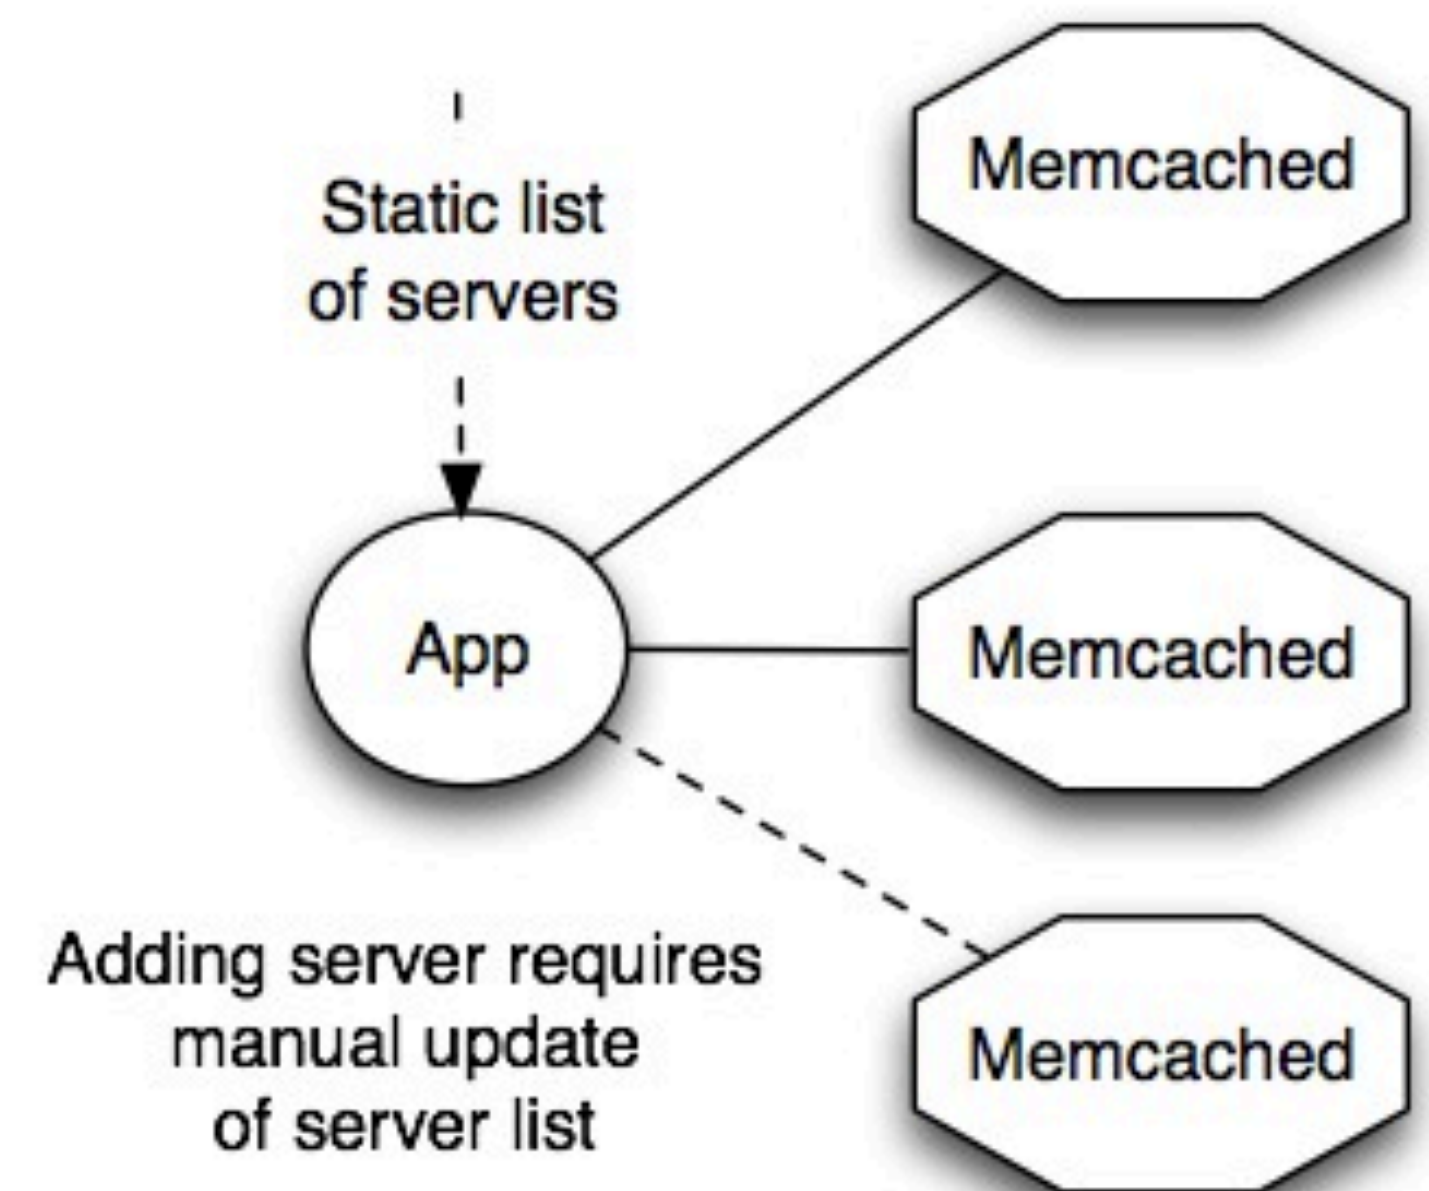 Static list
of servers
Memcached
App
Memcached
Adding server requires
manual update
of server list
Memcached